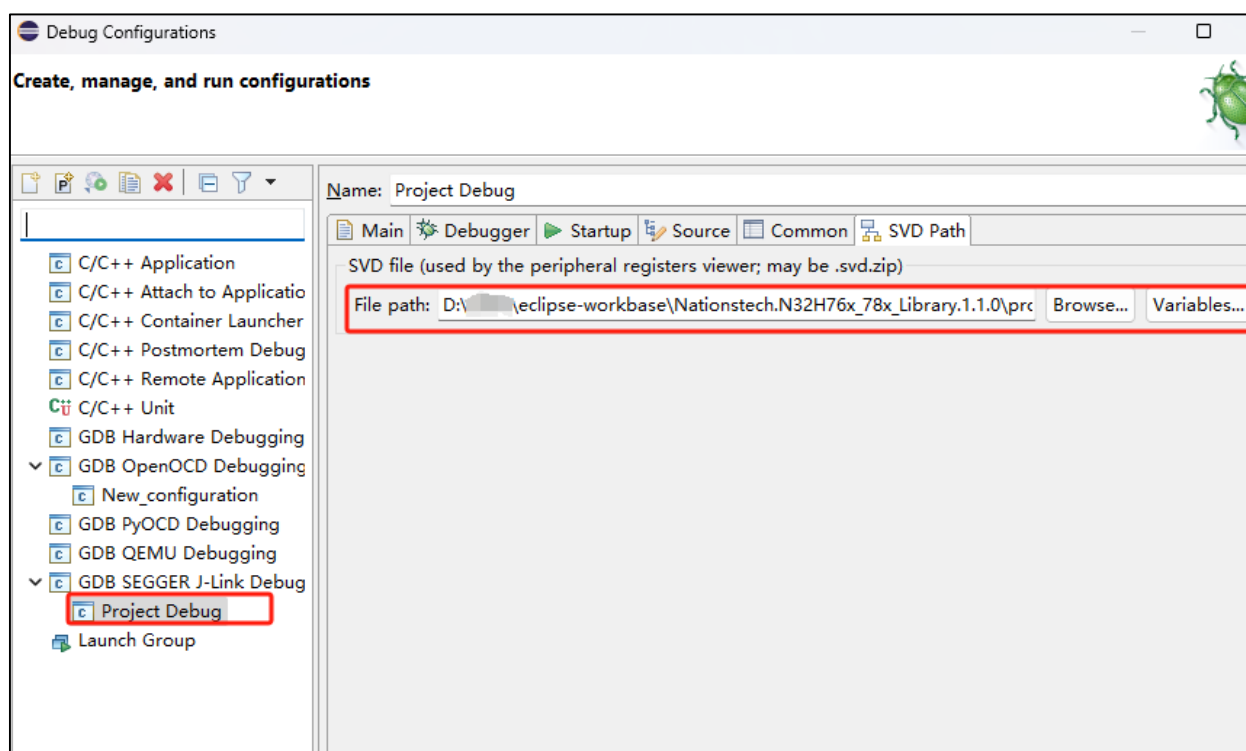 Debug Configurations
Create, manage, and run configurations
Name: Project Debug
Main Debugger Startup Source Common SVD Path
SVD file (used by the peripheral registers viewer; may be .svd.zip)
File path: D:\ \eclipse-workbase\Nationstech.N32H76x_78x_Library.1.1.0\prc Browse... Variables...
C/C++ Application
C/C++ Attach to Applicatio
C/C++ Container Launcher
C/C++ Postmortem Debug
C/C++ Remote Application
C/C++ Unit
GDB Hardware Debugging
GDB OpenOCD Debugging
New_configuration
GDB PyOCD Debugging
GDB QEMU Debugging
GDB SEGGER J-Link Debug
Project Debug
Launch Group